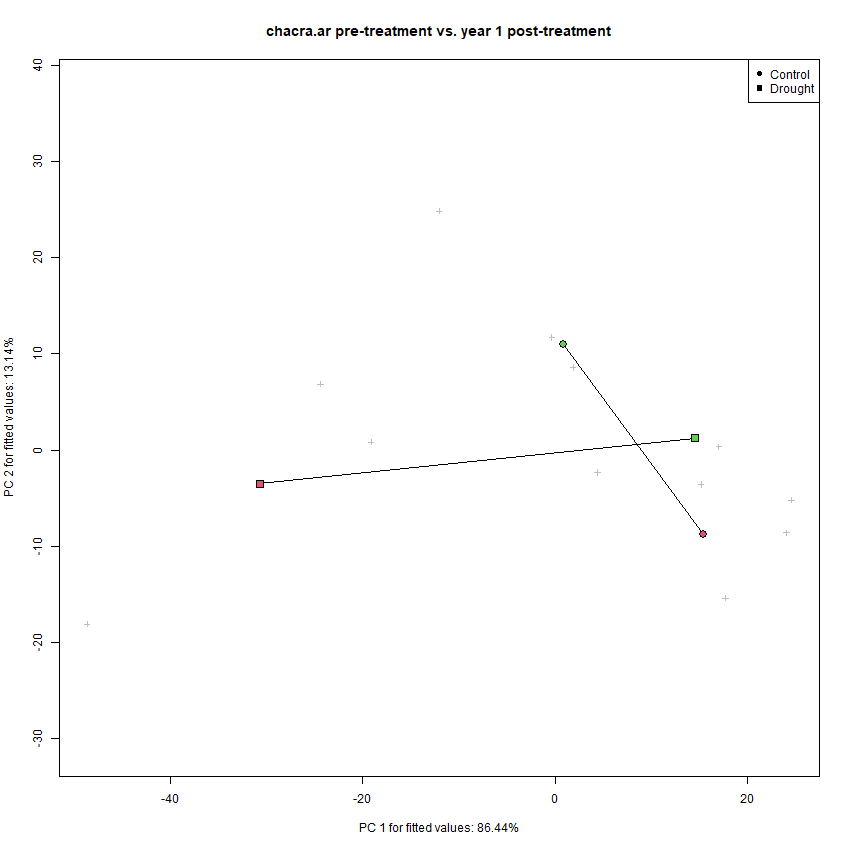 chacra.ar pre-treatment vs. year 1 post-treatment
Control
Drought
40
30
20
10
0
-10
-20
-30
PC 2 for fitted values: 13.14%
-40
-20
0
20
PC 1 for fitted values: 86.44%